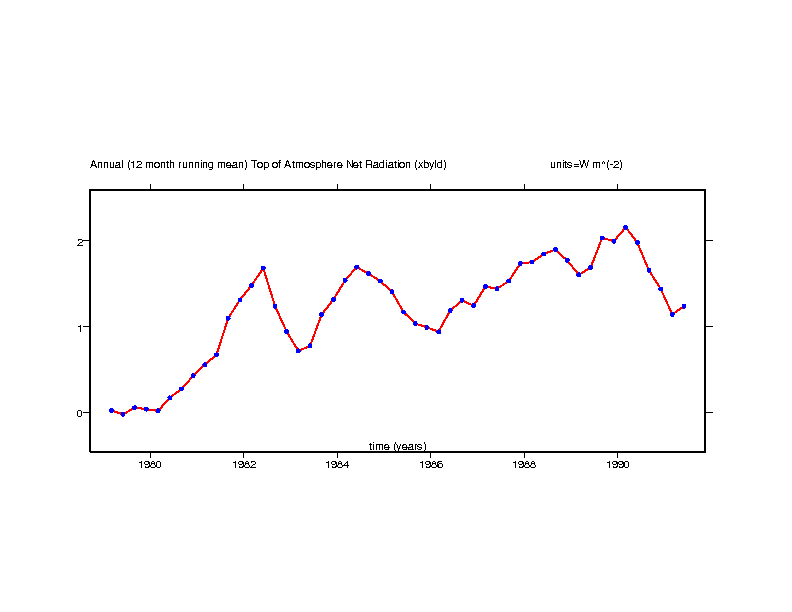 Annual (12 month running mean) Top of Atmosphere Net Radiation (xbyld) units=W m^(-2)
2
1
0
time (years)
1980 1982 1984 1986 1988 1990